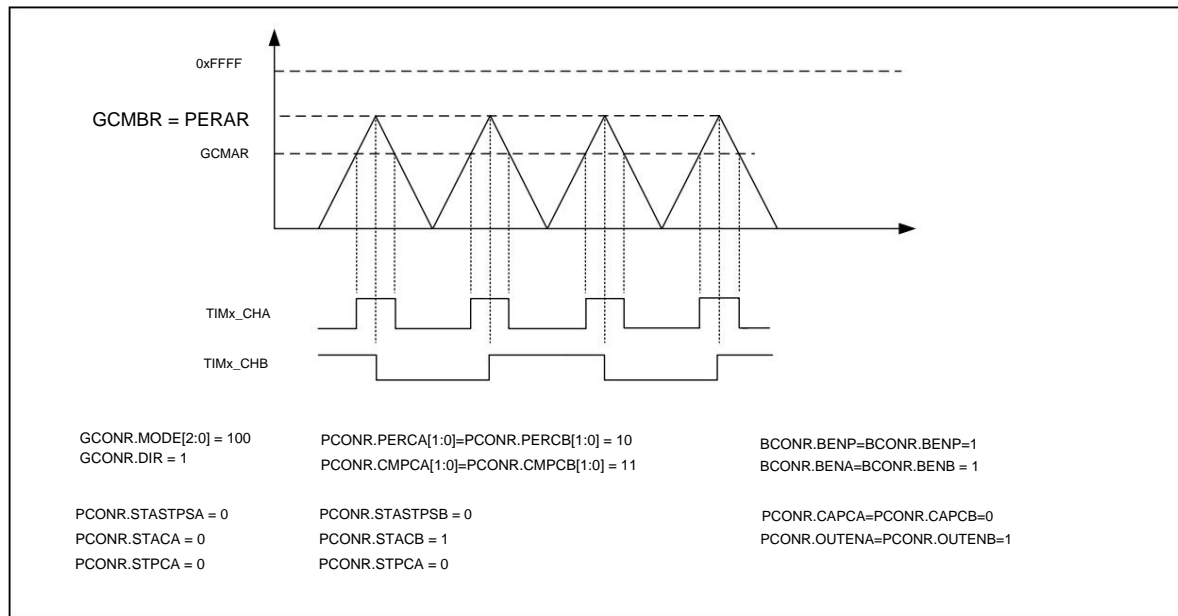 0xFFFF
GCMBR = PERAR
GCMAR
TIMx_CHA
TIMx_CHB
GCONR.MODE[2:0] = 100
GCONR.DIR = 1
PCONR.PERCA[1:0]=PCONR.PERCB[1:0] = 10
PCONR.CMPCA[1:0]=PCONR.CMPCB[1:0] = 11
BCONR.BENP=BCONR.BENP=1
BCONR.BENA=BCONR.BENB = 1
PCONR.STASTPSA = 0
PCONR.STACA = 0
PCONR.STPCA = 0
PCONR.STASTPSB = 0
PCONR.STACB = 1
PCONR.STPCA = 0
PCONR.CAPCA=PCONR.CAPCB=0
PCONR.OUTENA=PCONR.OUTENB=1